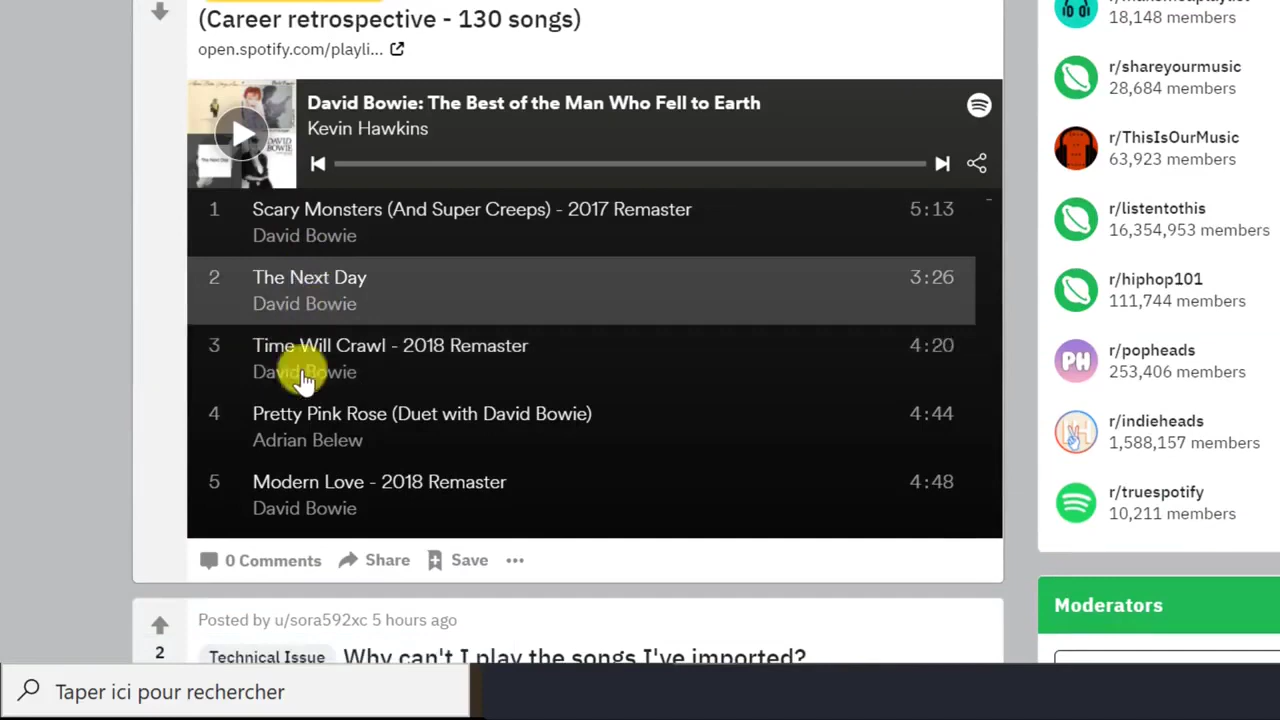 (Career retrospective - 130 songs)
open.spotify.com/playli...
David Bowie: The Best of the Man Who Fell to Earth
Kevin Hawkins
1 Scary Monsters (And Super Creeps) - 2017 Remaster 5:13
David Bowie
2 The Next Day 3:26
David Bowie
3 Time Will Crawl - 2018 Remaster 4:20
David Bowie
4 Pretty Pink Rose (Duet with David Bowie) 4:44
Adrian Belew
5 Modern Love - 2018 Remaster 4:48
David Bowie
0 Comments Share Save
Posted by u/sora592xc 5 hours ago
2
Technical Issue Why can't I play the songs I've imported?
18,148 members
r/shareyourmusic
28,684 members
r/ThisIsOurMusic
63,923 members
r/listentothis
16,354,953 members
r/hiphop101
111,744 members
PH
r/popheads
253,406 members
r/indieheads
1,588,157 members
r/truespotify
10,211 members
Moderators
Taper ici pour rechercher